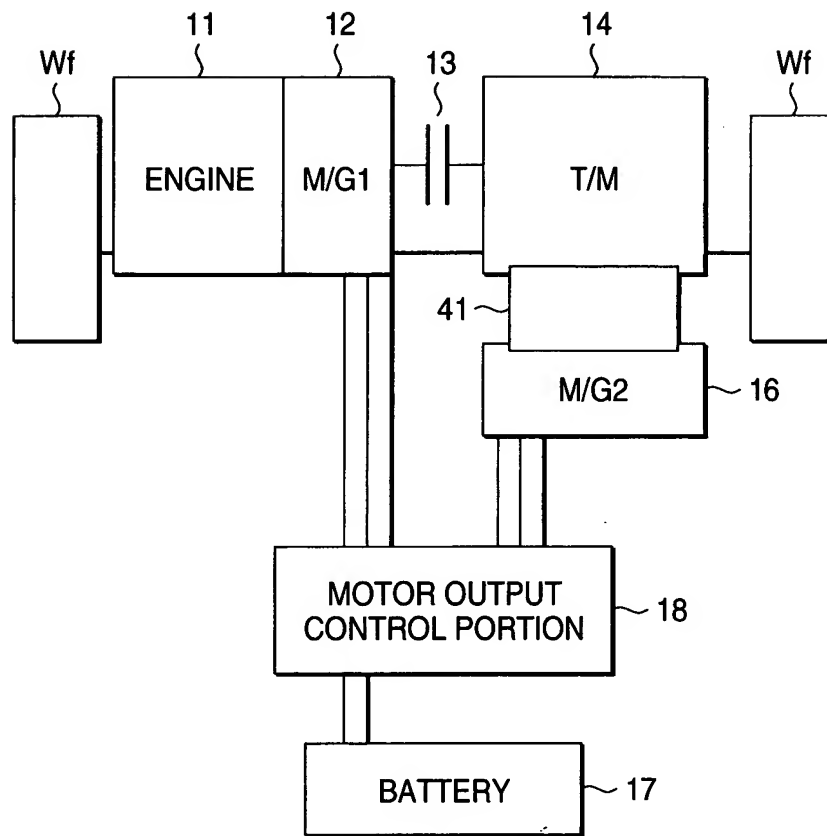 11 12 14
Wf 13 Wf
ENGINE M/G1 T/M
41
M/G2 16
MOTOR OUTPUT
CONTROL PORTION 18
BATTERY 17